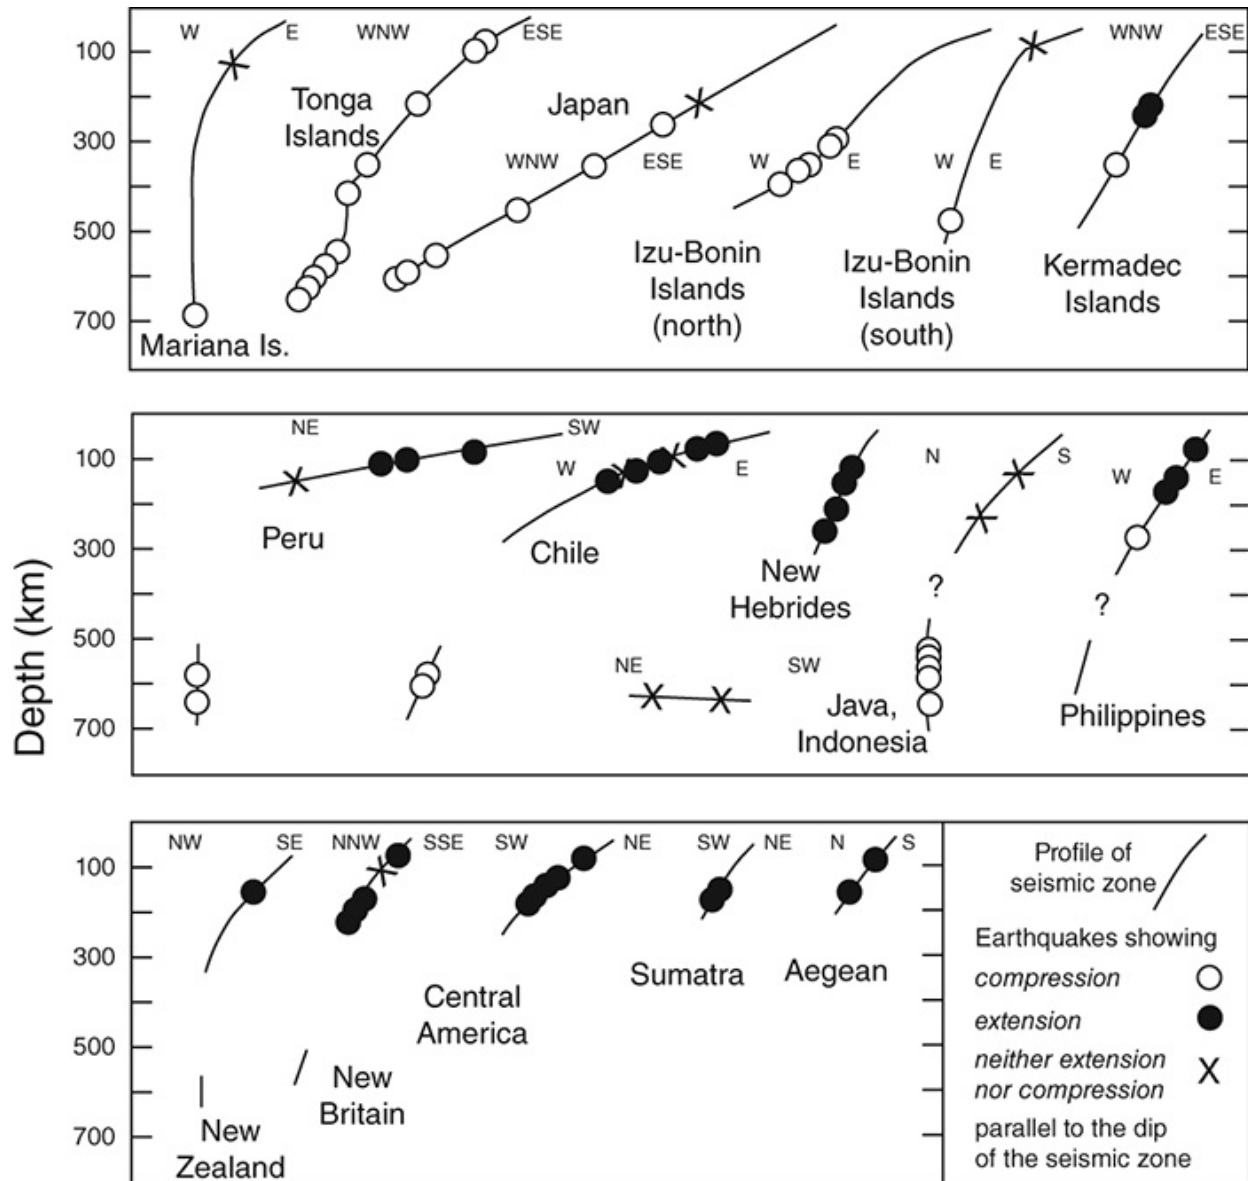 Depth (km)
100
300
500
700
W E WNW ESE WNW ESE
Tonga
Islands
Japan
WNW ESE W E W E
Izu-Bonin
Islands
(north)
Izu-Bonin
Islands
(south)
Kermadec
Islands
Mariana Is.
100
300
500
700
NE SW
W E N S W E
Peru
Chile
New
Hebrides
?
?
NE SW
Java,
Indonesia
Philippines
100
300
500
700
NW SE NNW SSE SW NE SW NE N S
Central
America
Sumatra
Aegean
New
Britain
New
Zealand
Profile of
seismic zone
Earthquakes showing
compression
extension
neither extension
nor compression
X
parallel to the dip
of the seismic zone